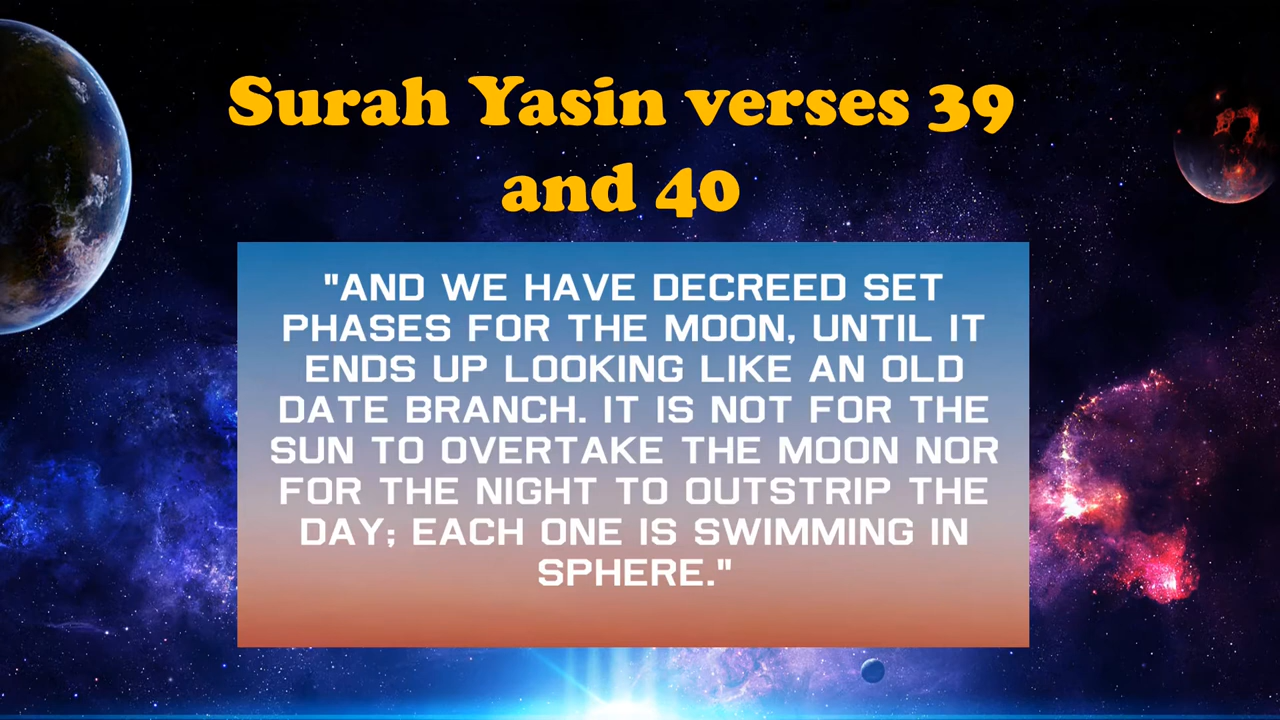 Surah Yasin verses 39
and 40
"AND WE HAVE DECREED SET
PHASES FOR THE MOON, UNTIL IT
ENDS UP LOOKING LIKE AN OLD
DATE BRANCH. IT IS NOT FOR THE
SUN TO OVERTAKE THE MOON NOR
FOR THE NIGHT TO OUTSTRIP THE
DAY; EACH ONE IS SWIMMING IN
SPHERE."